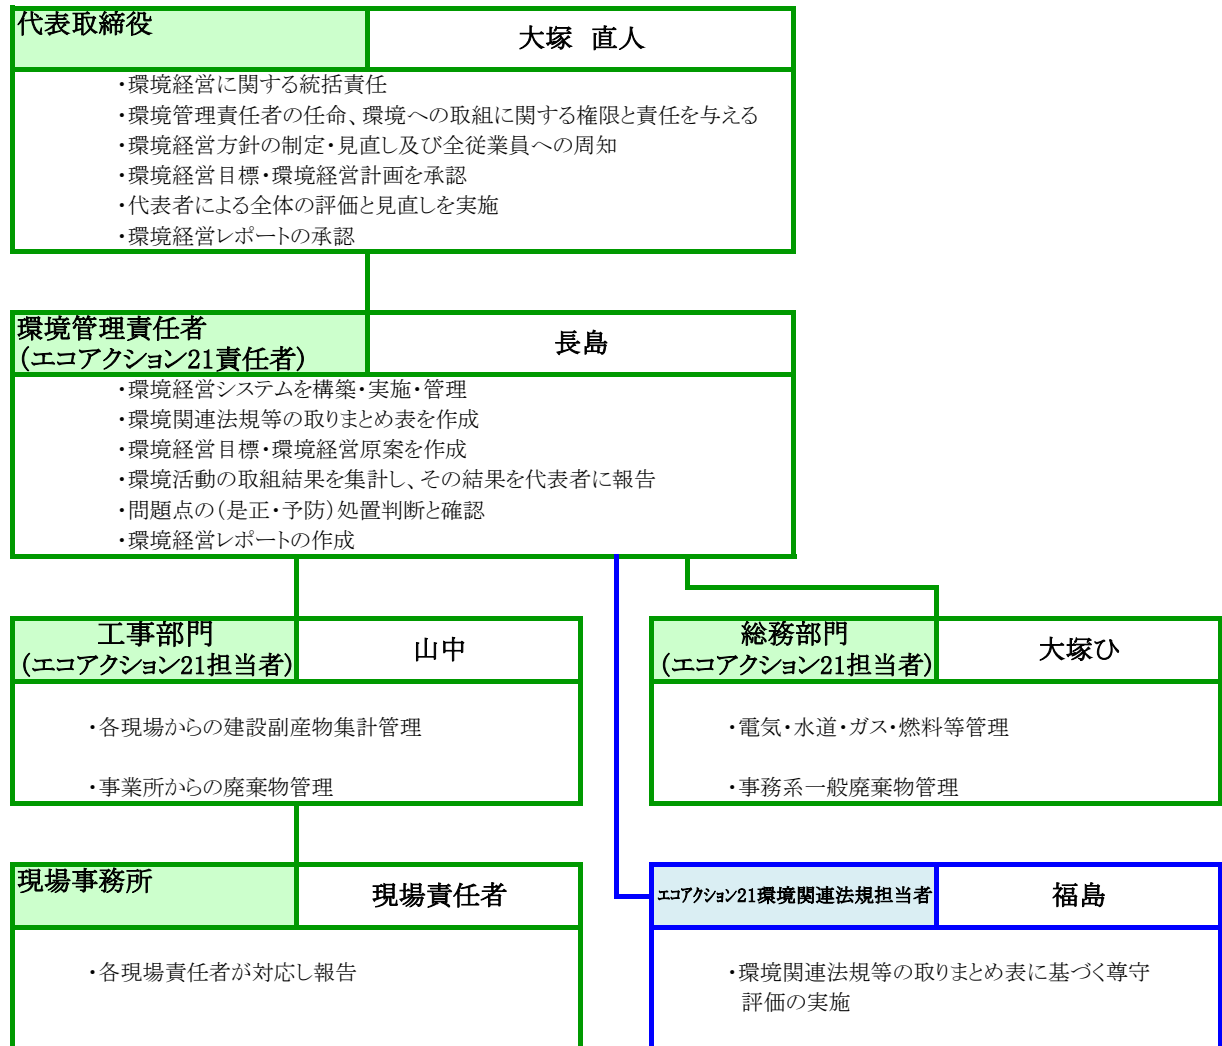 代表取締役
大塚 直人
・環境経営に関する統括責任
・環境管理責任者の任命、環境への取組に関する権限と責任を与える
・環境経営方針の制定・見直し及び全従業員への周知
・環境経営目標・環境経営計画を承認
・代表者による全体の評価と見直しを実施
・環境経営レポートの承認
環境管理責任者
(エコアクション21責任者)
長島
・環境経営システムを構築・実施・管理
・環境関連法規等の取りまとめ表を作成
・環境経営目標・環境経営原案を作成
・環境活動の取組結果を集計し、その結果を代表者に報告
・問題点の(是正・予防)処置判断と確認
・環境経営レポートの作成
工事部門
(エコアクション21担当者)
山中
・各現場からの建設副産物集計管理
・事業所からの廃棄物管理
総務部門
(エコアクション21担当者)
大塚ひ
・電気・水道・ガス・燃料等管理
・事務系一般廃棄物管理
現場事務所
現場責任者
・各現場責任者が対応し報告
エコアクション21環境関連法規担当者
福島
・環境関連法規等の取りまとめ表に基づく尊守
評価の実施